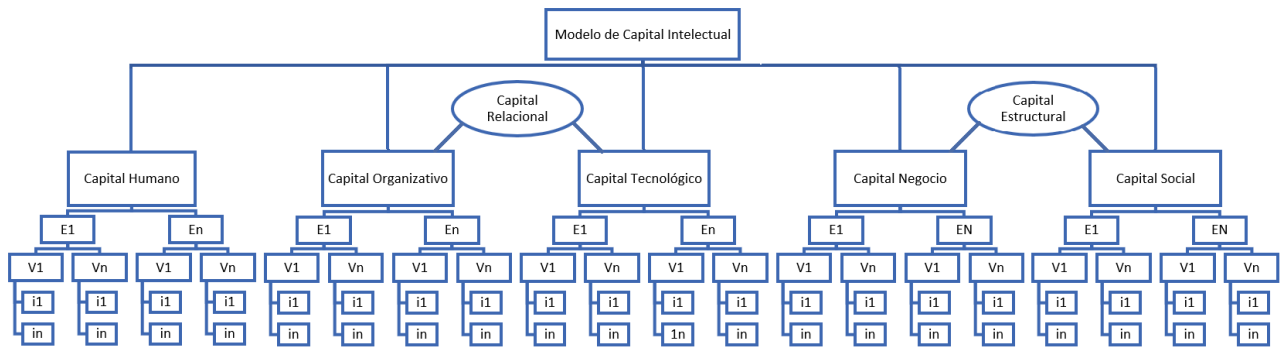 Modelo de Capital Intelectual
Capital
Relacional
Capital
Estructural
Capital Humano
Capital Organizativo
Capital Tecnológico
Capital Negocio
Capital Social
E1 En E1 En E1 En E1 EN E1 EN
V1 Vn V1 Vn V1 Vn V1 Vn V1 Vn V1 Vn V1 Vn V1 Vn V1 Vn V1 Vn
i1 i1 i1 i1 i1 i1 i1 i1 i1 i1 i1 i1 i1 i1 i1 i1 i1 i1 i1 i1
in in in in in in in in in in 1n in in in in in in in in in